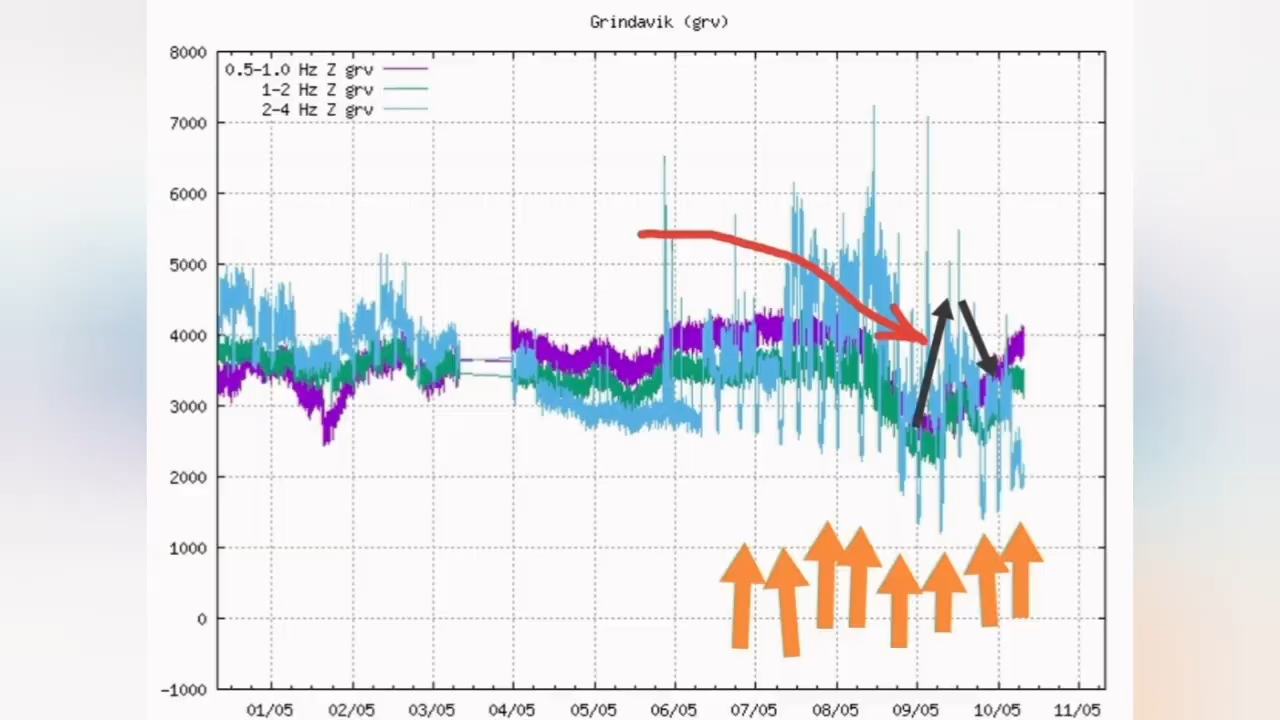 Grindavik (grv)
8000
0.5-1.0 Hz Z grv
1-2 Hz Z grv
2-4 Hz Z grv
7000
6000
5000
4000
3000
2000
1000
0
-1000
01/05 02/05 03/05 04/05 05/05 06/05 07/05 08/05 09/05 10/05 11/05